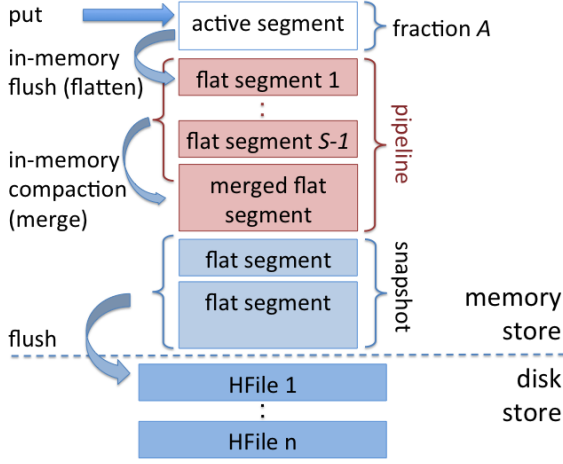 put
active segment
fraction A
in-memory
flush (flatten)
flat segment 1
:
flat segment S-1
pipeline
in-memory
compaction
(merge)
merged flat
segment
flat segment
flat segment
snapshot
memory
store
flush
disk
store
HFile 1
:
HFile n